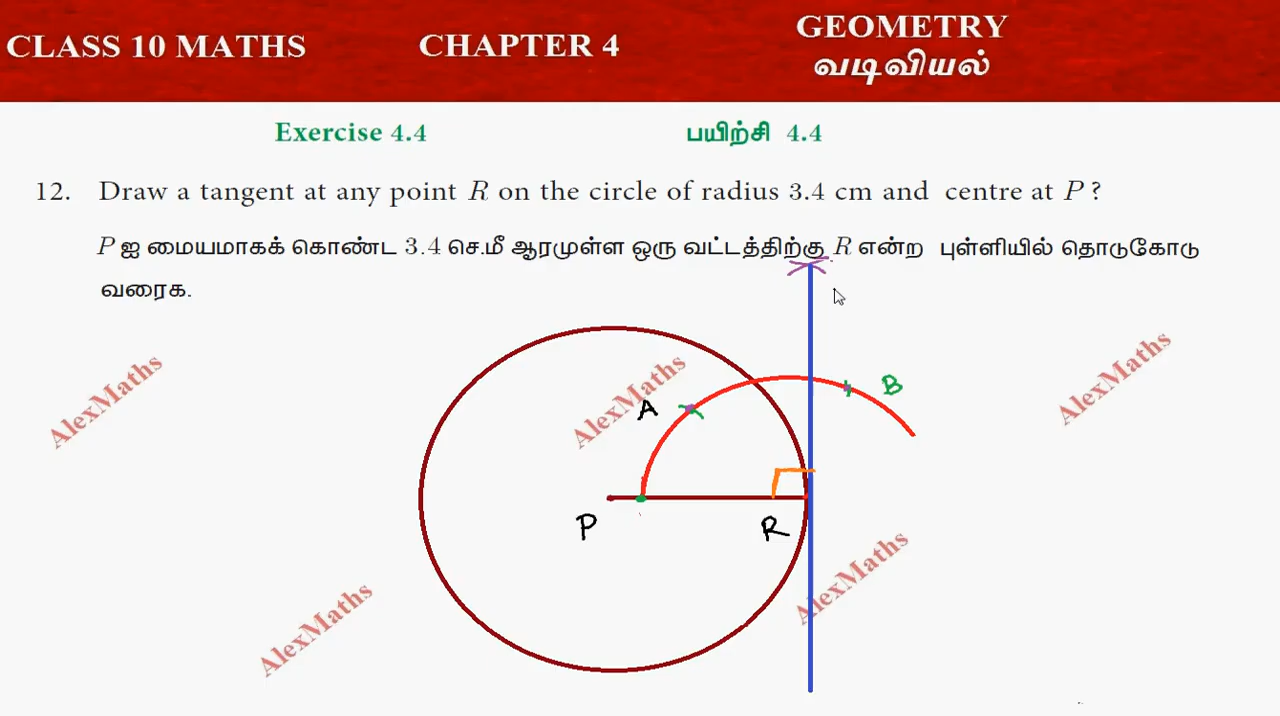 CLASS 10 MATHS CHAPTER 4 GEOMETRY
வடிவியல்
Exercise 4.4 பயிற்சி 4.4
12. Draw a tangent at any point R on the circle of radius 3.4 cm and centre at P ?
P ஐ மையமாகக் கொண்ட 3.4 செ.மீ ஆரமுள்ள ஒரு வட்டத்திற்கு R என்ற புள்ளியில் தொடுகோடு
வரைக.
AlexMaths
AlexMaths
AlexMaths
A
B
P
R
AlexMaths
AlexMaths